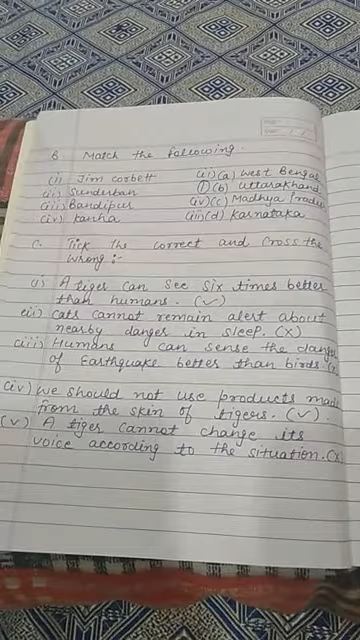 B. Match the following.
(i) Jim corbett (ii)(a) West Bengal
(ii) Sunderban (i)(b) Uttarakhand
(iii) Bandipur (iv)(c) Madhya Prades
(iv) Kanha (iii)(d) Karnataka
C. Tick the correct and cross the
wrong:-
(i) A tiger can see six times better
than humans. (✓)
(ii) cats cannot remain alert about
nearby danger in sleep. (X)
(iii) Humans can sense the danger
of Earthquake better than birds.
(iv) we should not use products made
from the skin of tigers. (✓).
(v) A tiger cannot change its
voice according to the situation. (X)